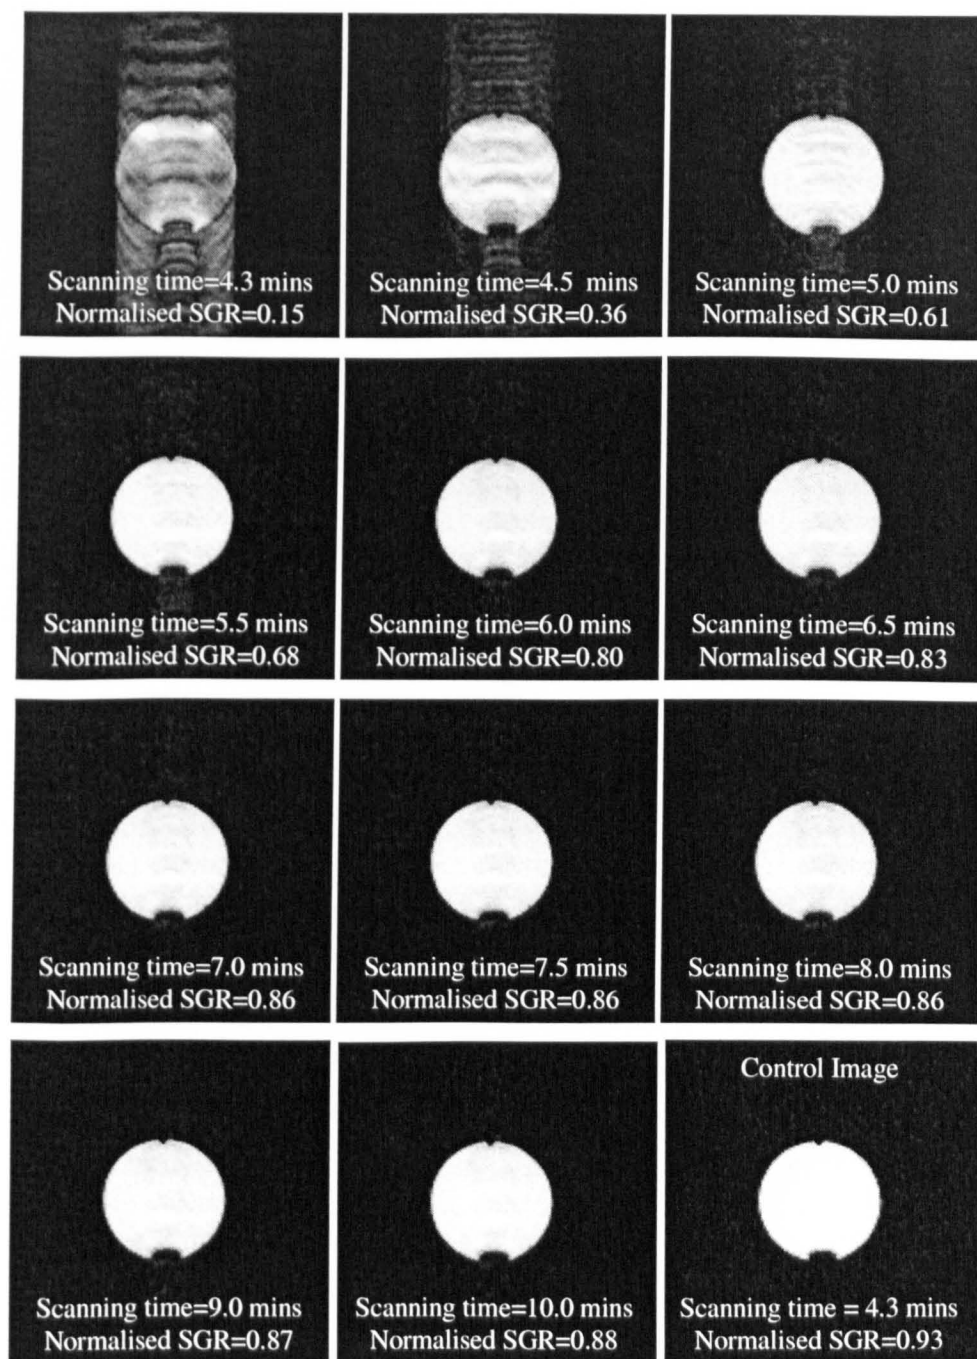 Scanning time=4.3 mins
Normalised SGR=0.15
Scanning time=4.5 mins
Normalised SGR=0.36
Scanning time=5.0 mins
Normalised SGR=0.61
Scanning time=5.5 mins
Normalised SGR=0.68
Scanning time=6.0 mins
Normalised SGR=0.80
Scanning time=6.5 mins
Normalised SGR=0.83
Scanning time=7.0 mins
Normalised SGR=0.86
Scanning time=7.5 mins
Normalised SGR=0.86
Scanning time=8.0 mins
Normalised SGR=0.86
Scanning time=9.0 mins
Normalised SGR=0.87
Scanning time=10.0 mins
Normalised SGR=0.88
Control Image
Scanning time = 4.3 mins
Normalised SGR=0.93